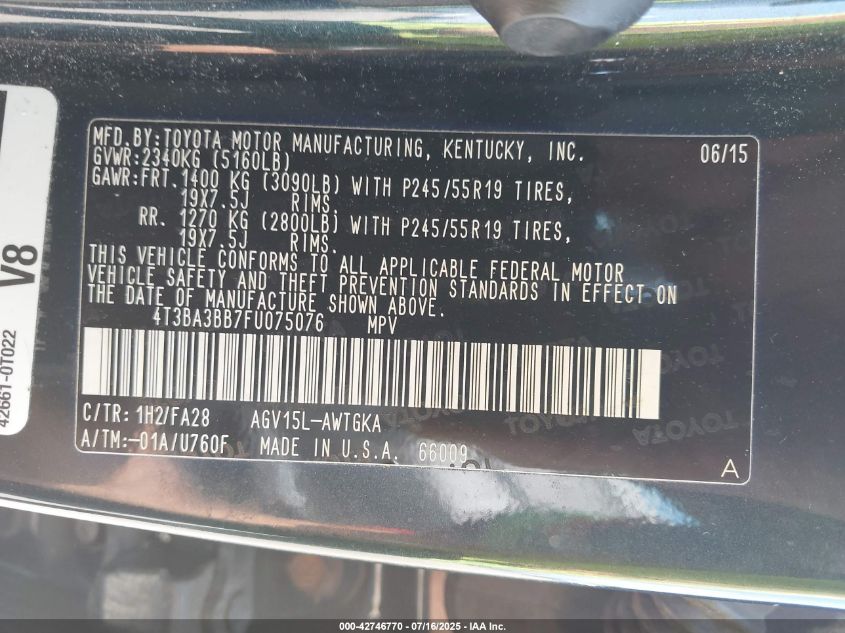 MFD.BY:TOYOTA MOTOR MANUFACTURING, KENTUCKY, INC. 06/15
GVWR:2340KG (5160LB)
GAWR:FRT. 1400 KG (3090LB) WITH P245/55R19 TIRES,
19X7.5J RIMS.
RR. 1270 KG (2800LB) WITH P245/55R19 TIRES,
19X7.5J RIMS.
THIS VEHICLE CONFORMS TO ALL APPLICABLE FEDERAL MOTOR
VEHICLE SAFETY AND THEFT PREVENTION STANDARDS IN EFFECT ON
THE DATE OF MANUFACTURE SHOWN ABOVE.
4T3BA3BB7FU075076 MPV
C/TR: 1H2/FA28 AGV15L-AWTGKA
A/TM:-01A/U760F MADE IN U.S.A. 66009
A
V8
42661-0T022
TOYOTA
TOYOTA
TOYOTA
000-42746770 - 07/16/2025 - IAA Inc.